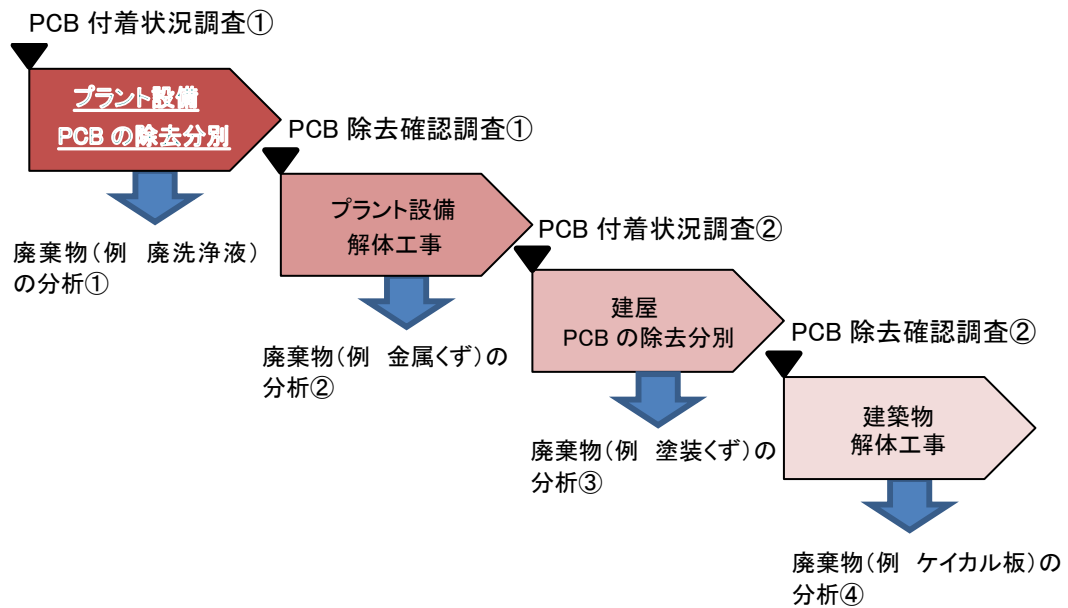 PCB 付着状況調査①
プラント設備
PCB の除去分別
PCB 除去確認調査①
廃棄物(例 廃洗浄液)
の分析①
プラント設備
解体工事
PCB 付着状況調査②
廃棄物(例 金属くず)の
分析②
建屋
PCB の除去分別
PCB 除去確認調査②
廃棄物(例 塗装くず)の
分析③
建築物
解体工事
廃棄物(例 ケイカル板)の
分析④